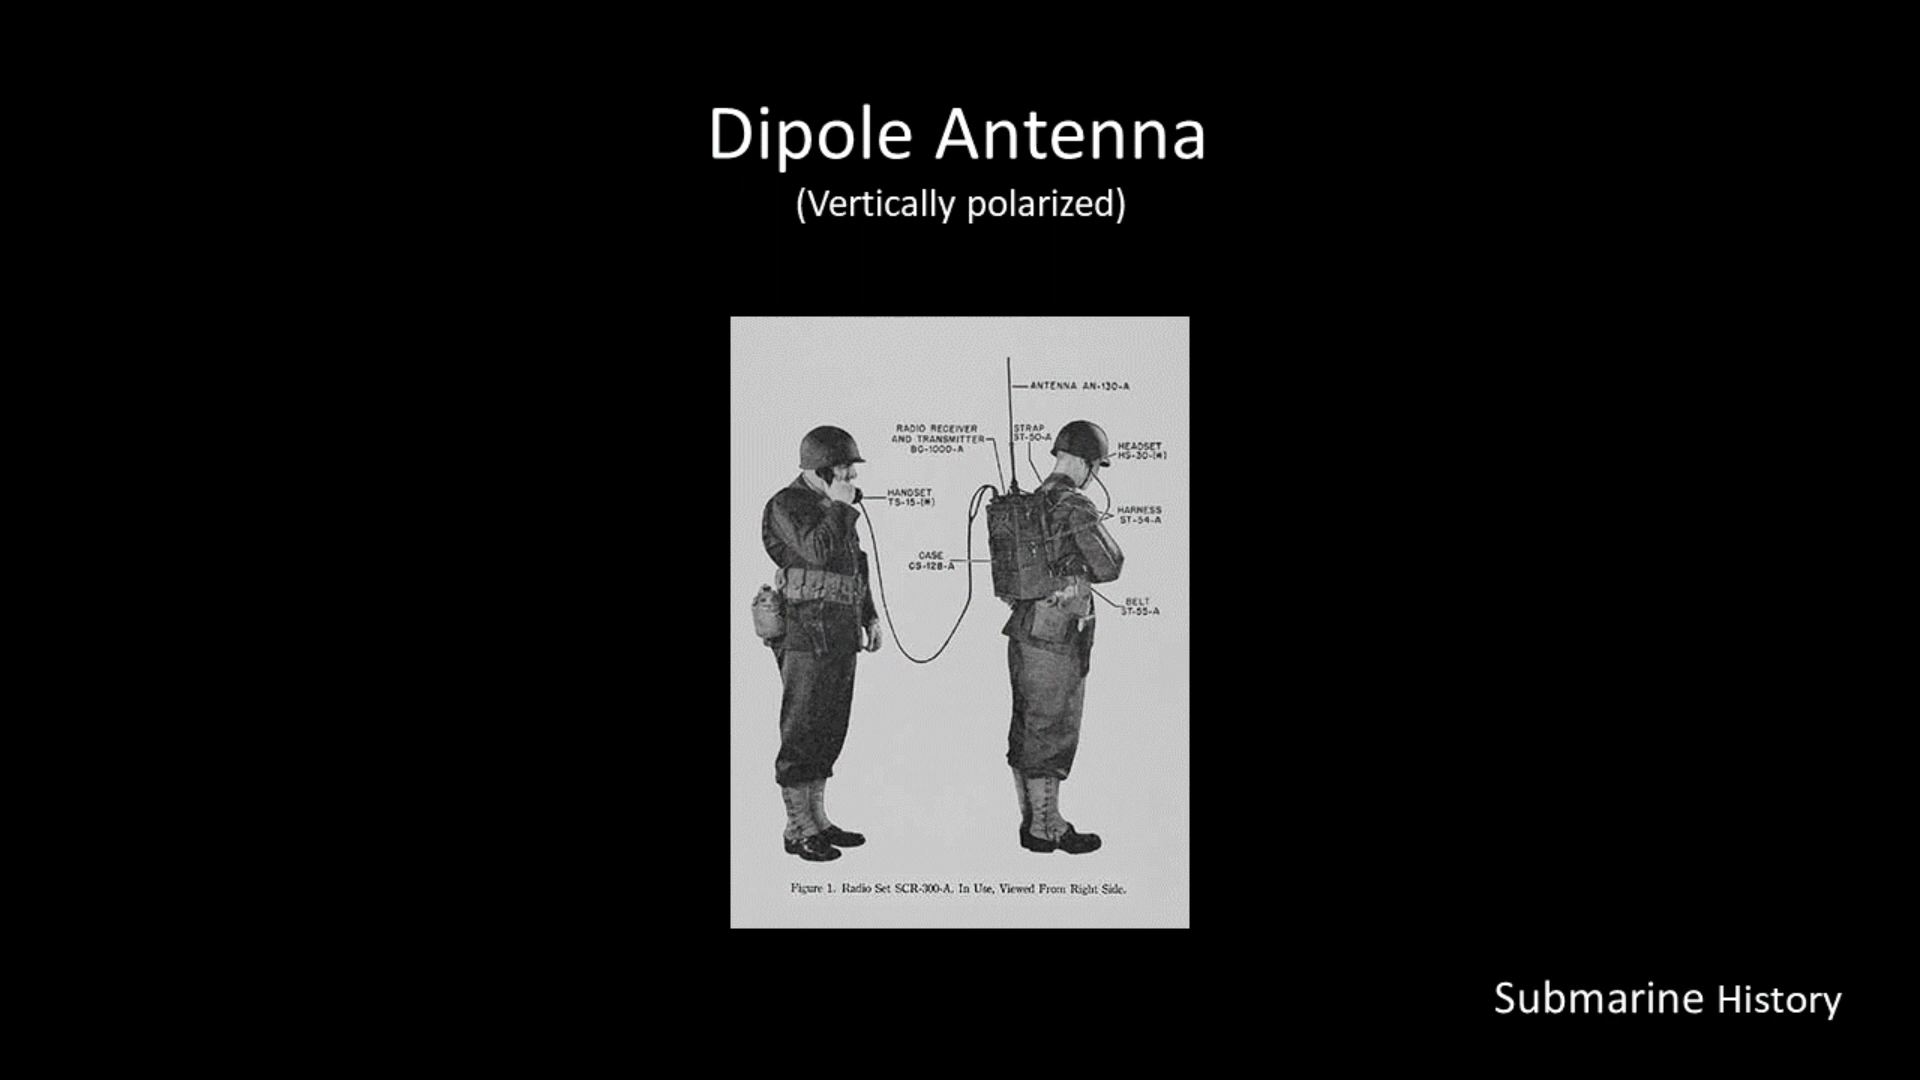 Dipole Antenna
(Vertically polarized)
ANTENNA AN-130-A
RADIO RECEIVER
AND TRANSMITTER
BC-1000-A
STRAP
ST-50-A
HEADSET
HS-30-(*)
HANDSET
TS-15-(*)
HARNESS
ST-54-A
CASE
CS-128-A
BELT
ST-55-A
Figure 1. Radio Set SCR-300-A, In Use, Viewed From Right Side.
Submarine History